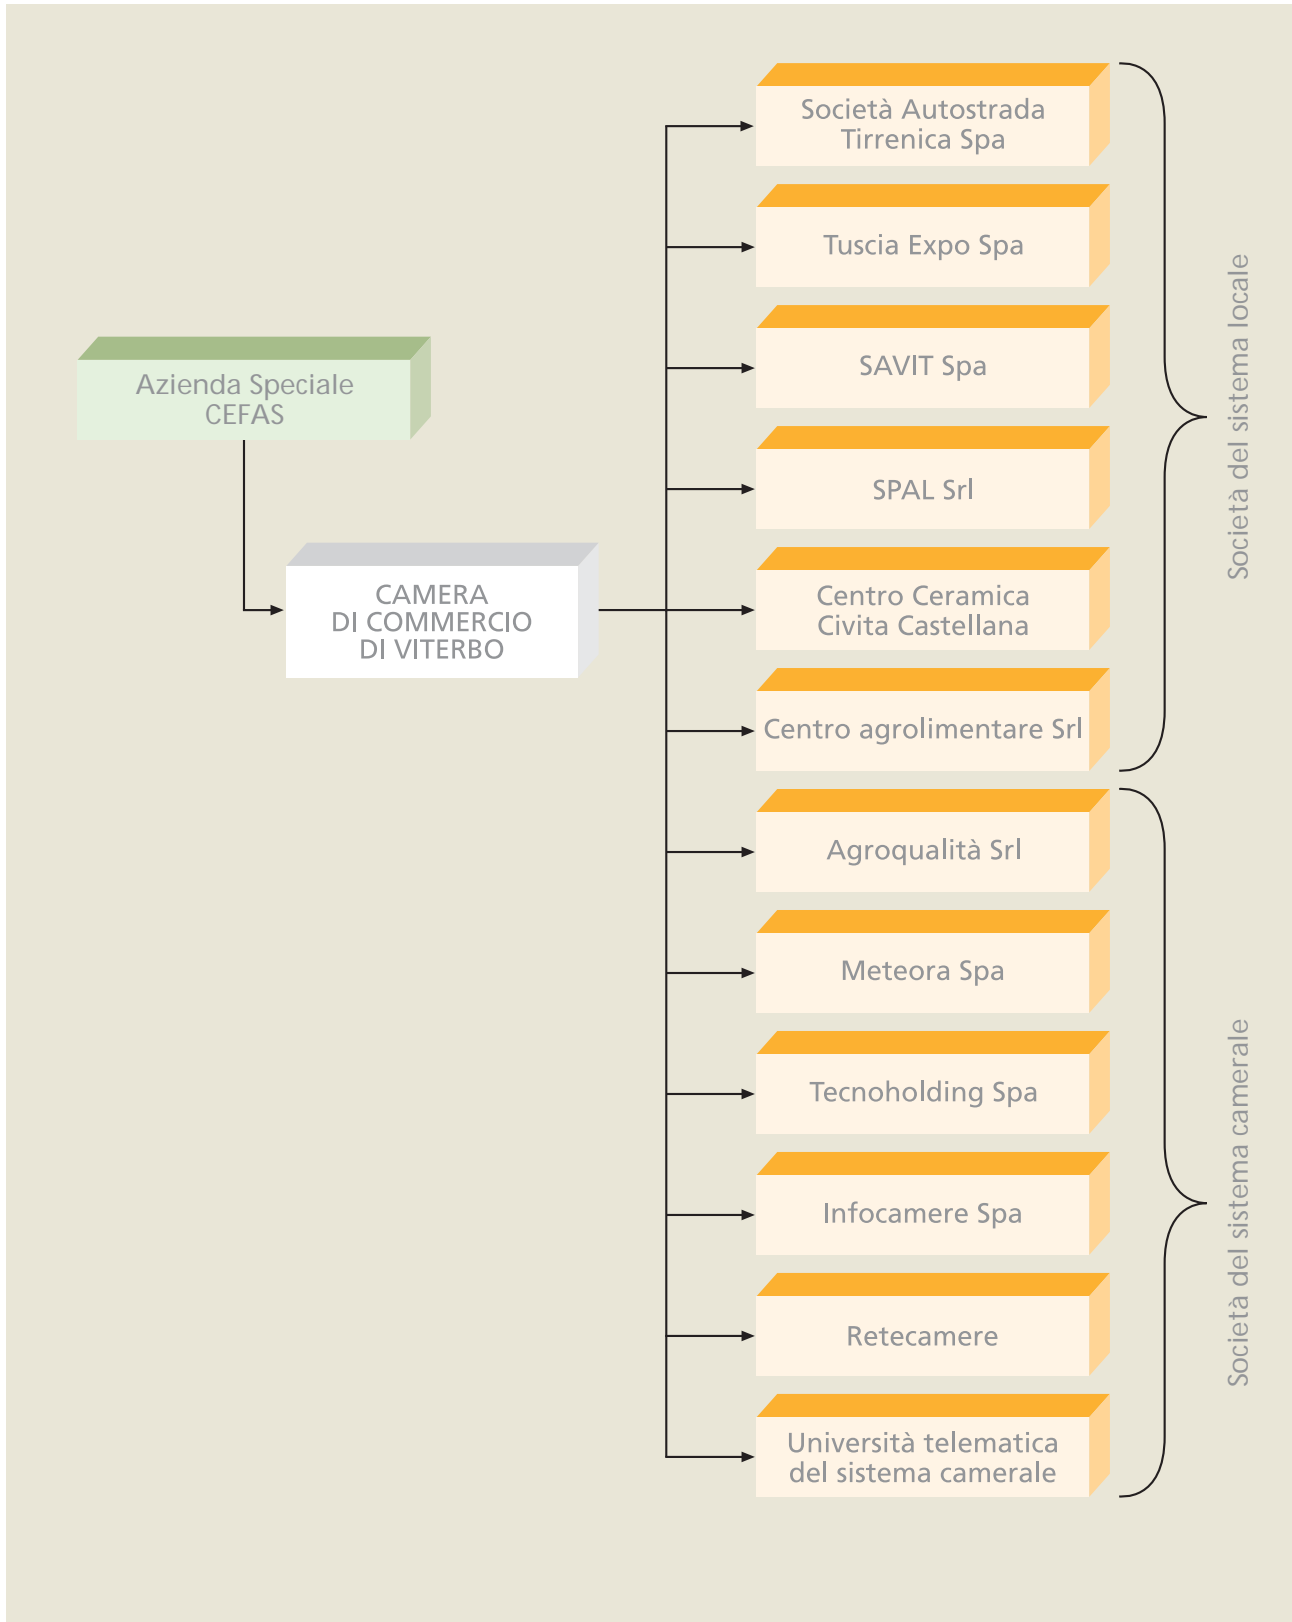 Azienda Speciale
CEFAS
CAMERA
DI COMMERCIO
DI VITERBO
Società Autostrada
Tirrenica Spa
Tuscia Expo Spa
SAVIT Spa
SPAL Srl
Centro Ceramica
Civita Castellana
Centro agrolimentare Srl
Società del sistema locale
Agroqualità Srl
Meteora Spa
Tecnoholding Spa
Infocamere Spa
Retecamere
Università telematica
del sistema camerale
Società del sistema camerale